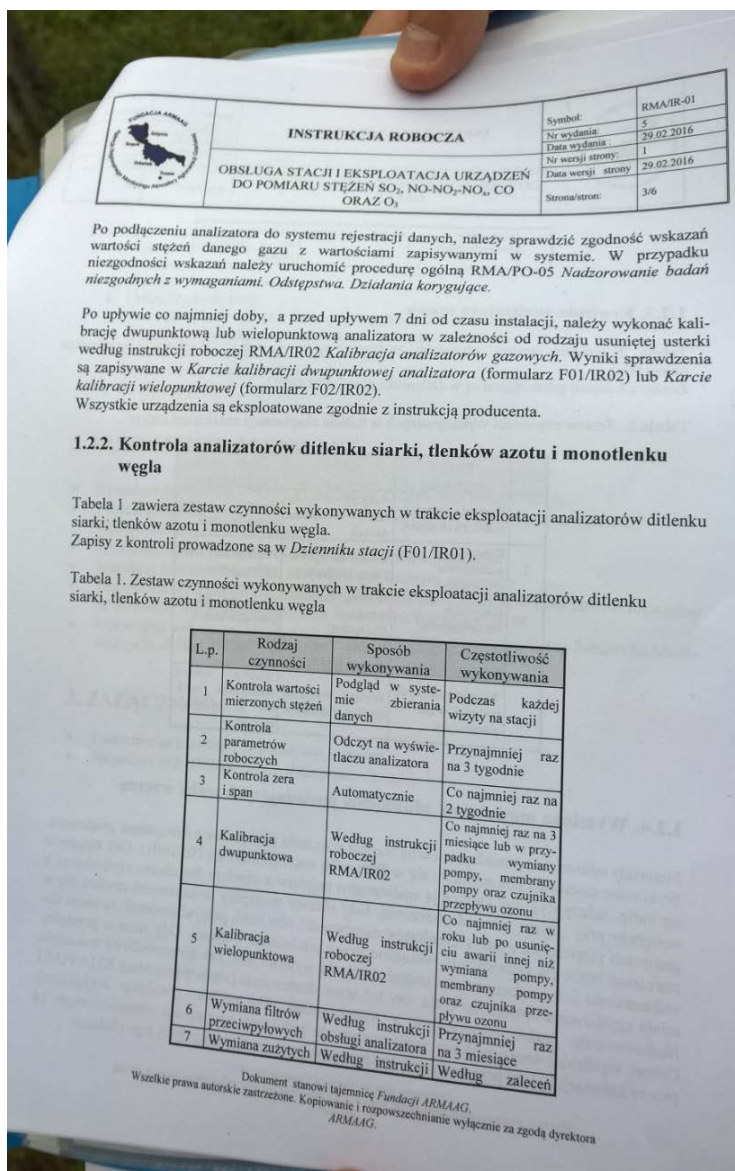 FUNDACJA ARMAAG
INSTRUKCJA ROBOCZA
OBSŁUGA STACJI I EKSPLOATACJA URZĄDZEŃ
DO POMIARU STĘŻEŃ SO₂, NO-NO₂-NOₓ, CO
ORAZ O₃
Symbol: RMA/IR-01
Nr wydania: 5
Data wydania : 29.02.2016
Nr wersji strony: 1
Data wersji strony 29.02.2016
Strona/stron: 3/6
Po podłączeniu analizatora do systemu rejestracji danych, należy sprawdzić zgodność wskazań
wartości stężeń danego gazu z wartościami zapisywanymi w systemie. W przypadku
niezgodności wskazań należy uruchomić procedurę ogólną RMA/PO-05 Nadzorowanie badań
niezgodnych z wymaganiami. Odstępstwa. Działania korygujące.
Po upływie co najmniej doby, a przed upływem 7 dni od czasu instalacji, należy wykonać kali-
brację dwupunktową lub wielopunktową analizatora w zależności od rodzaju usuniętej usterki
według instrukcji roboczej RMA/IR02 Kalibracja analizatorów gazowych. Wyniki sprawdzenia
są zapisywane w Karcie kalibracji dwupunktowej analizatora (formularz F01/IR02) lub Karcie
kalibracji wielopunktowej (formularz F02/IR02).
Wszystkie urządzenia są eksploatowane zgodnie z instrukcją producenta.
1.2.2. Kontrola analizatorów ditlenku siarki, tlenków azotu i monotlenku
węgla
Tabela 1 zawiera zestaw czynności wykonywanych w trakcie eksploatacji analizatorów ditlenku
siarki, tlenków azotu i monotlenku węgla.
Zapisy z kontroli prowadzone są w Dzienniku stacji (F01/IR01).
Tabela 1. Zestaw czynności wykonywanych w trakcie eksploatacji analizatorów ditlenku
siarki, tlenków azotu i monotlenku węgla
L.p.
Rodzaj
czynności
Sposób
wykonywania
Częstotliwość
wykonywania
1
Kontrola wartości
mierzonych stężeń
Podgląd w syste-
mie zbierania
danych
Podczas każdej
wizyty na stacji
2
Kontrola
parametrów
roboczych
Odczyt na wyświe-
tlaczu analizatora
Przynajmniej raz
na 3 tygodnie
3
Kontrola zera
i span
Automatycznie
Co najmniej raz na
2 tygodnie
4
Kalibracja
dwupunktowa
Według instrukcji
roboczej
RMA/IR02
Co najmniej raz na 3
miesiące lub w przy-
padku wymiany
pompy, membrany
pompy oraz czujnika
przepływu ozonu
5
Kalibracja
wielopunktowa
Według instrukcji
roboczej
RMA/IR02
Co najmniej raz w
roku lub po usunię-
ciu awarii innej niż
wymiana pompy,
membrany pompy
oraz czujnika prze-
pływu ozonu
6
Wymiana filtrów
przeciwpyłowych
Według instrukcji
obsługi analizatora
Przynajmniej raz
na 3 miesiące
7
Wymiana zużytych
Według instrukcji
Według zaleceń
Dokument stanowi tajemnicę Fundacji ARMAAG.
Wszelkie prawa autorskie zastrzeżone. Kopiowanie i rozpowszechnianie wyłącznie za zgodą dyrektora
ARMAAG.